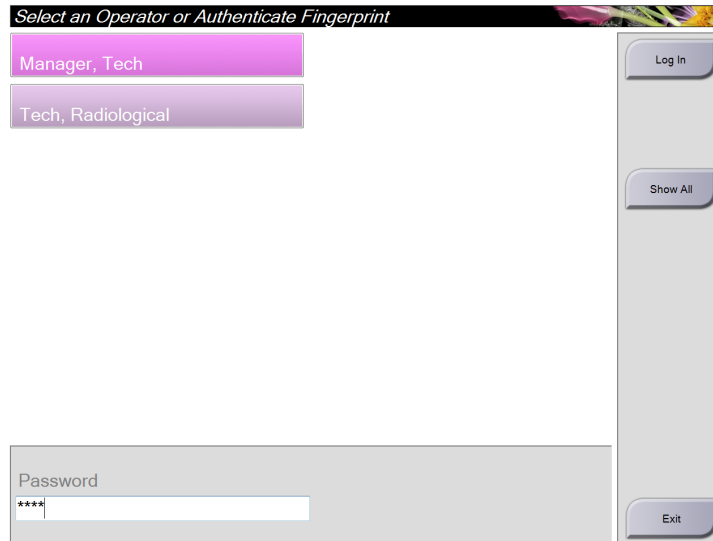 Select an Operator or Authenticate Fingerprint
Manager, Tech
Log In
Tech, Radiological
Show All
Password
****
Exit